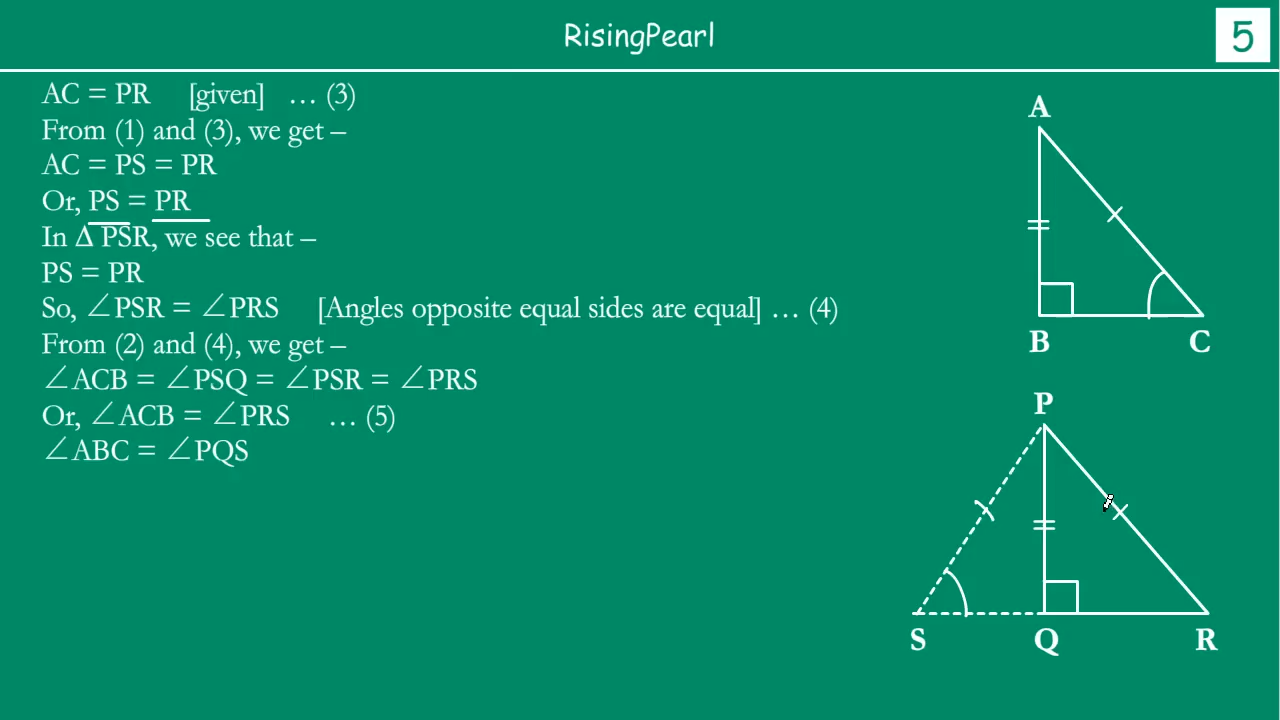 RisingPearl
5
AC = PR [given] … (3)
From (1) and (3), we get –
AC = PS = PR
Or, PS = PR
In Δ PSR, we see that –
PS = PR
So, ∠PSR = ∠PRS [Angles opposite equal sides are equal] … (4)
From (2) and (4), we get –
∠ACB = ∠PSQ = ∠PSR = ∠PRS
Or, ∠ACB = ∠PRS … (5)
∠ABC = ∠PQS
A
B C
P
S Q R